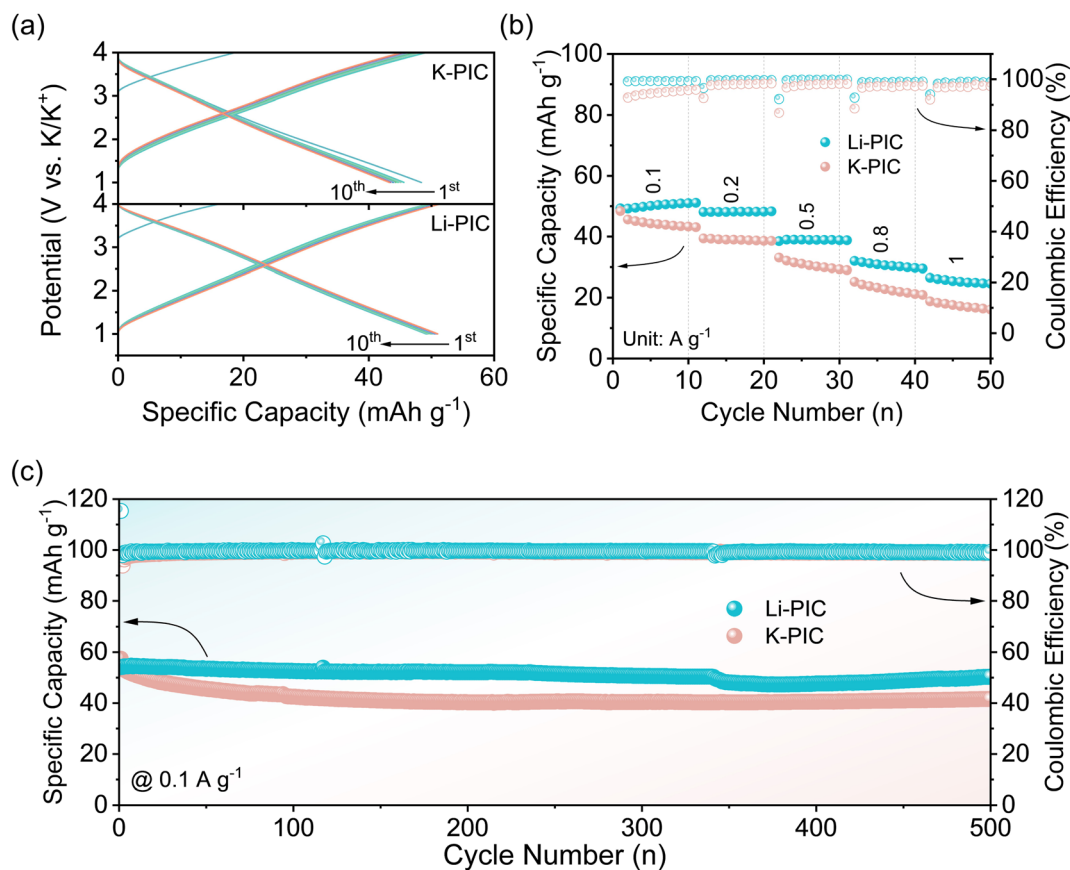 (a)
Potential (V vs. K/K⁺)
4
3
2
1
K-PIC
10ᵗʰ 1ˢᵗ
4
3
2
1
Li-PIC
10ᵗʰ 1ˢᵗ
0 20 40 60
Specific Capacity (mAh g⁻¹)
(b)
Specific Capacity (mAh g⁻¹)
100
80
60
40
20
0
0.1
0.2
0.5
0.8
1
Li-PIC
K-PIC
Unit: A g⁻¹
100
80
60
40
20
0
Coulombic Efficiency (%)
0 10 20 30 40 50
Cycle Number (n)
(c)
Specific Capacity (mAh g⁻¹)
120
100
80
60
40
20
0
Li-PIC
K-PIC
@ 0.1 A g⁻¹
120
100
80
60
40
20
0
Coulombic Efficiency (%)
0 100 200 300 400 500
Cycle Number (n)